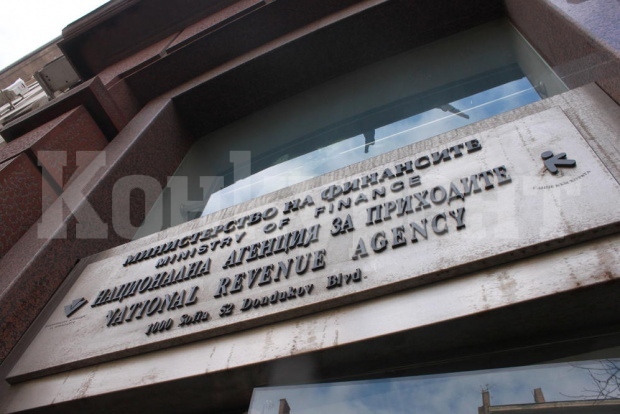 МИНИСТЕРСТВО НА ФИНАНСИТЕ
MINISTRY OF FINANCE
НАЦИОНАЛНА АГЕНЦИЯ ЗА ПРИХОДИТЕ
NATIONAL REVENUE AGENCY
1000 Sofia 52 Dondukov Blvd.